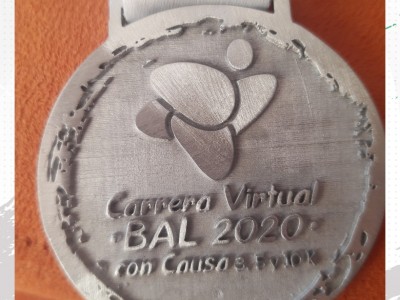 Carrera Virtual
BAL 2020
con Causa 3, 5 y 10K